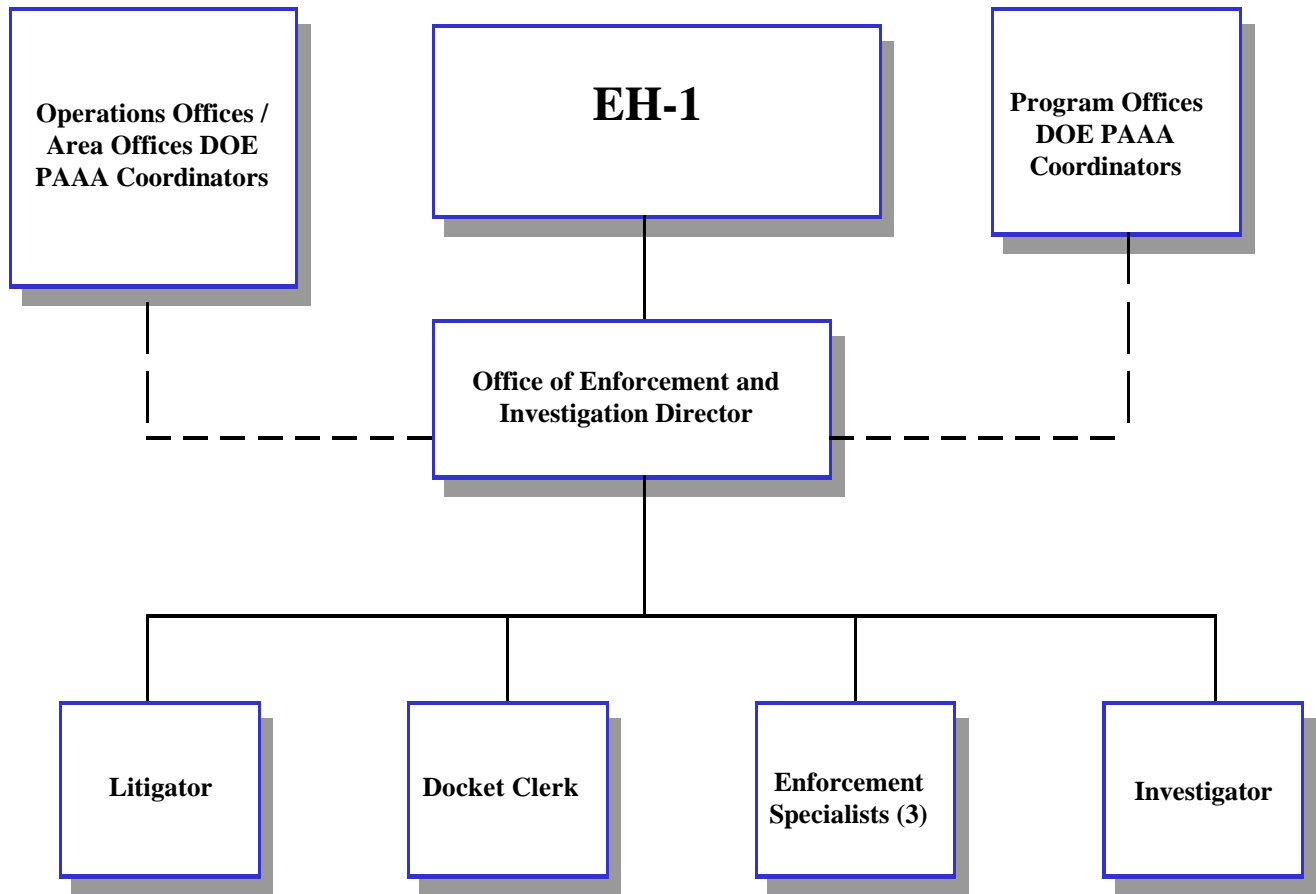 Operations Offices /
Area Offices DOE
PAAA Coordinators
EH-1
Program Offices
DOE PAAA
Coordinators
Office of Enforcement and
Investigation Director
Litigator
Docket Clerk
Enforcement
Specialists (3)
Investigator